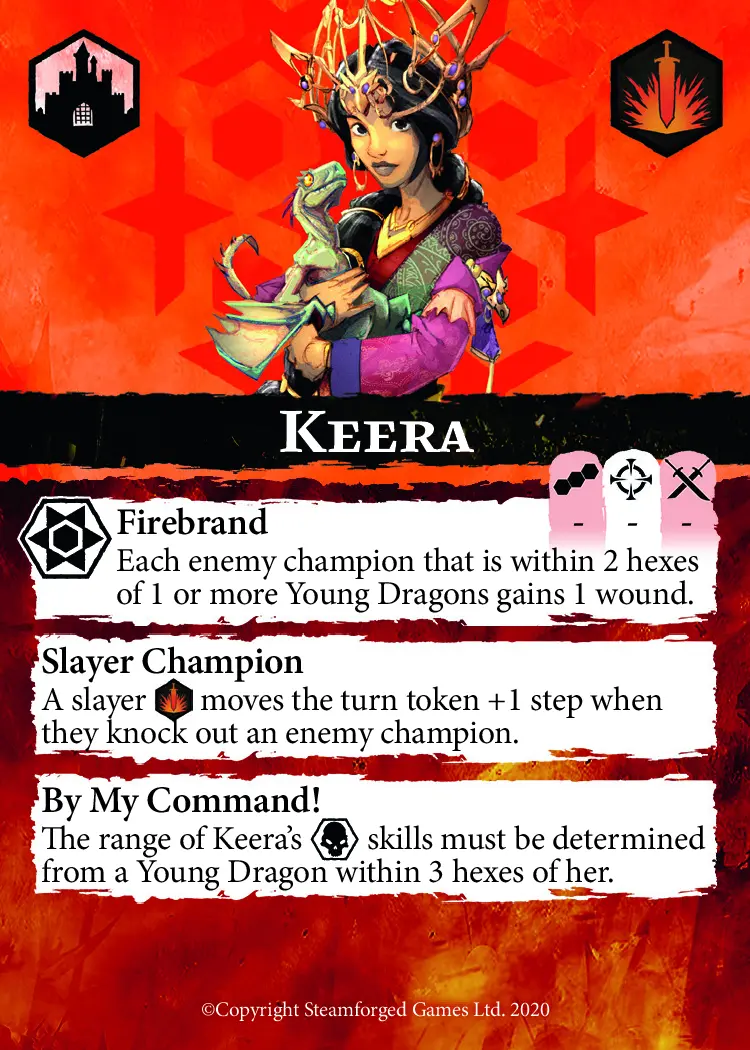 Keera
- - -
Firebrand
Each enemy champion that is within 2 hexes
of 1 or more Young Dragons gains 1 wound.
Slayer Champion
A slayer moves the turn token +1 step when
they knock out an enemy champion.
By My Command!
The range of Keera's skills must be determined
from a Young Dragon within 3 hexes of her.
©Copyright Steamforged Games Ltd. 2020